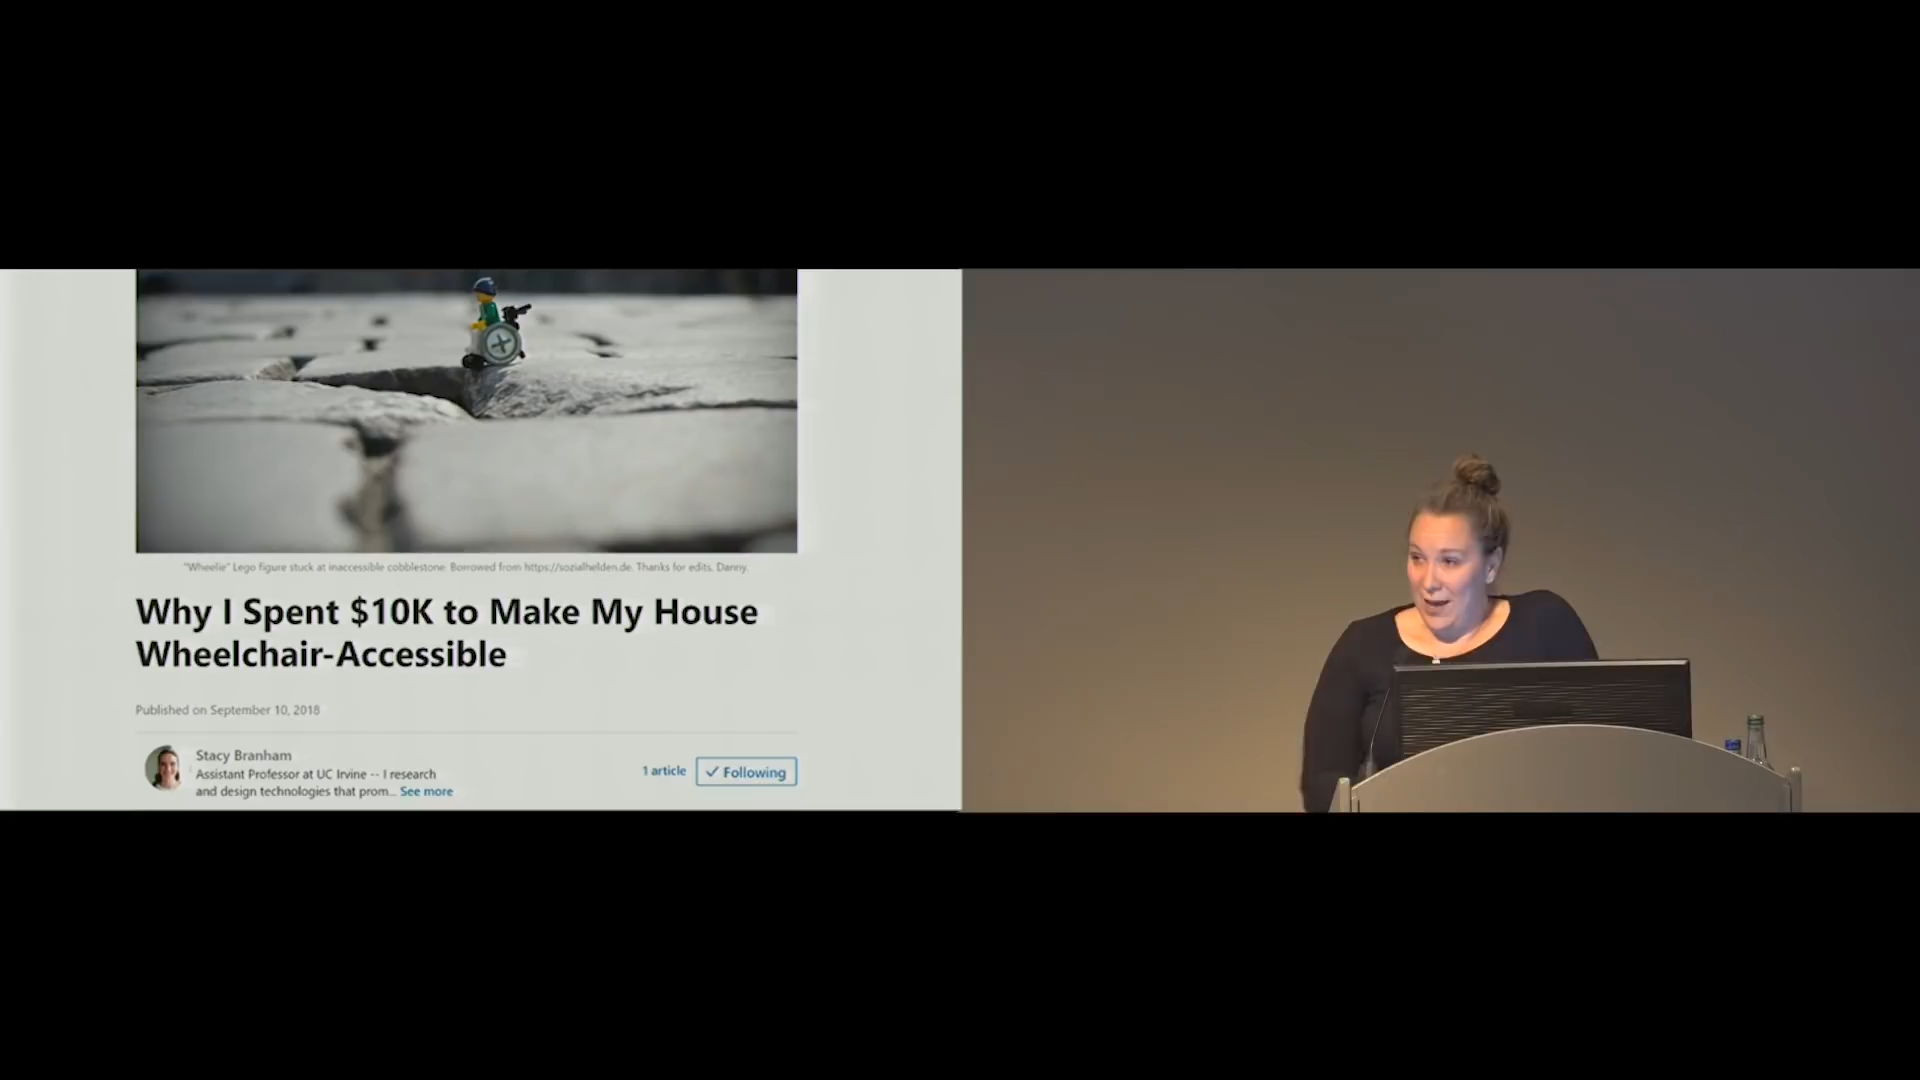 "Wheelie" Lego figure stuck at inaccessible cobblestone. Borrowed from https://sozialhelden.de. Thanks for edits, Danny.
Why I Spent $10K to Make My House
Wheelchair-Accessible
Published on September 10, 2018
Stacy Branham
Assistant Professor at UC Irvine -- I research
and design technologies that prom... See more
1 article
Following